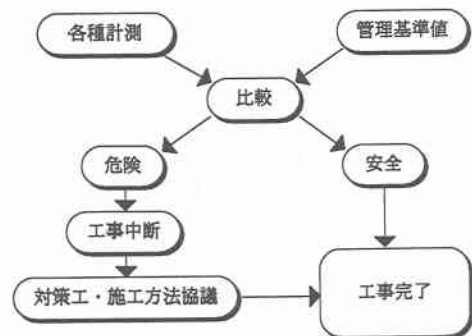 各種計測
管理基準値
比較
危険
安全
工事中断
対策工・施工方法協議
工事完了